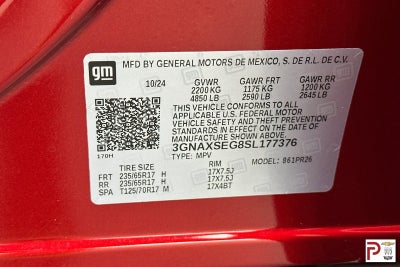 gm
MFD BY GENERAL MOTORS DE MEXICO, S. DE R.L. DE C.V.
10/24 GVWR GAWR FRT GAWR RR
2200 KG 1175 KG 1200 KG
4850 LB 2590 LB 2645 LB
THIS VEHICLE CONFORMS TO ALL
APPLICABLE U.S. FEDERAL MOTOR
VEHICLE SAFETY AND THEFT PREVENTION
STANDARDS IN EFFECT ON THE DATE OF
MANUFACTURE SHOWN ABOVE.
3GNAXSEG8SL177376
170H
TYPE: MPV MODEL: 861PR26
TIRE SIZE RIM
FRT 235/65R17 H 17X7.5J
RR 235/65R17 H 17X7.5J
SPA T125/70R17 M 17X4BT
P